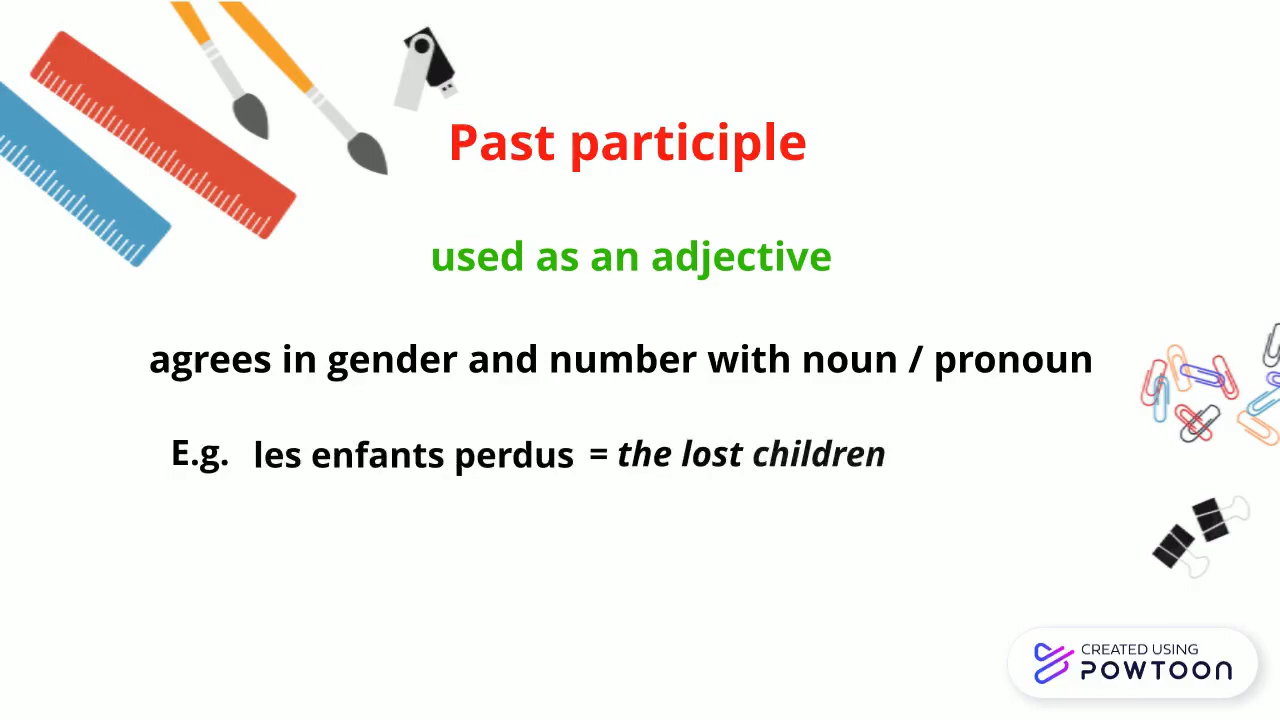 Past participle
used as an adjective
agrees in gender and number with noun / pronoun
E.g. les enfants perdus = the lost children
CREATED USING
POWTOON